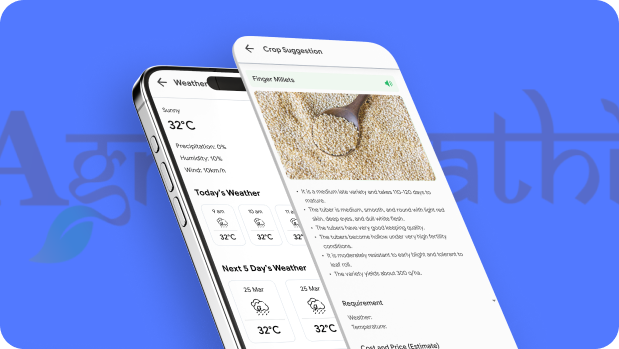 Weather
Sunny
32°C
Precipitation: 0%
Humidity: 10%
Wind: 10km/h
Today's Weather
9 am
10 am
11 a
32°C
32°C
32°C
Next 5 Day's Weather
25 Mar
25 Mar
32°C
32°C
Crop Suggestion
Finger Millets
• It is a medium late variety and takes 110-120 days to
mature.
• The tuber is medium, smooth, and round with light red
skin, deep eyes, and dull white flesh.
• The tubers have very good keeping quality.
• The tubers become hollow under very high fertility
conditions.
• It is moderately resistant to early blight and tolerant to
leaf roll.
• The variety yields about 300 q/ha.
Requirement
Weather:
Temperature:
Cost and Price (Estimate)
Ag
athi